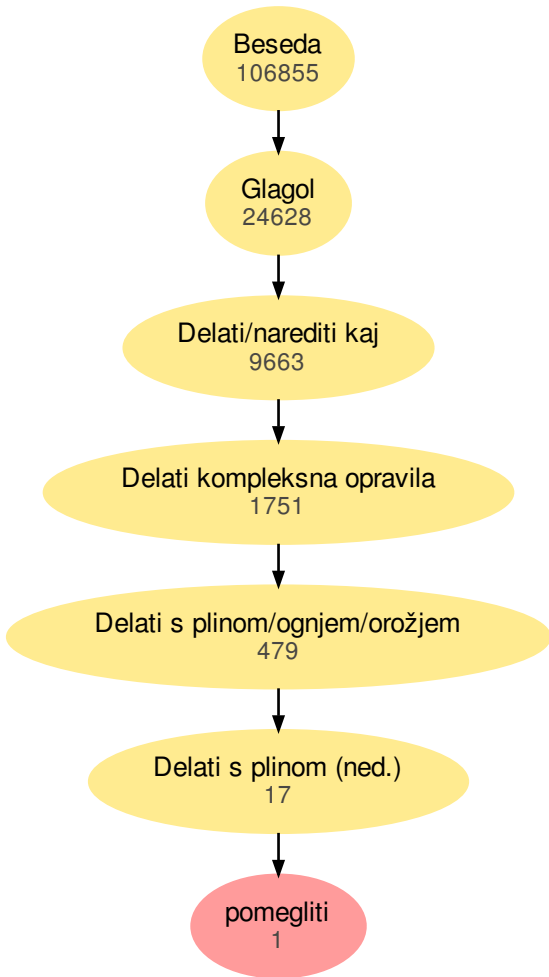 Beseda
106855
Glagol
24628
Delati/narediti kaj
9663
Delati kompleksna opravila
1751
Delati s plinom/ognjem/orožjem
479
Delati s plinom (ned.)
17
pomegliti
1